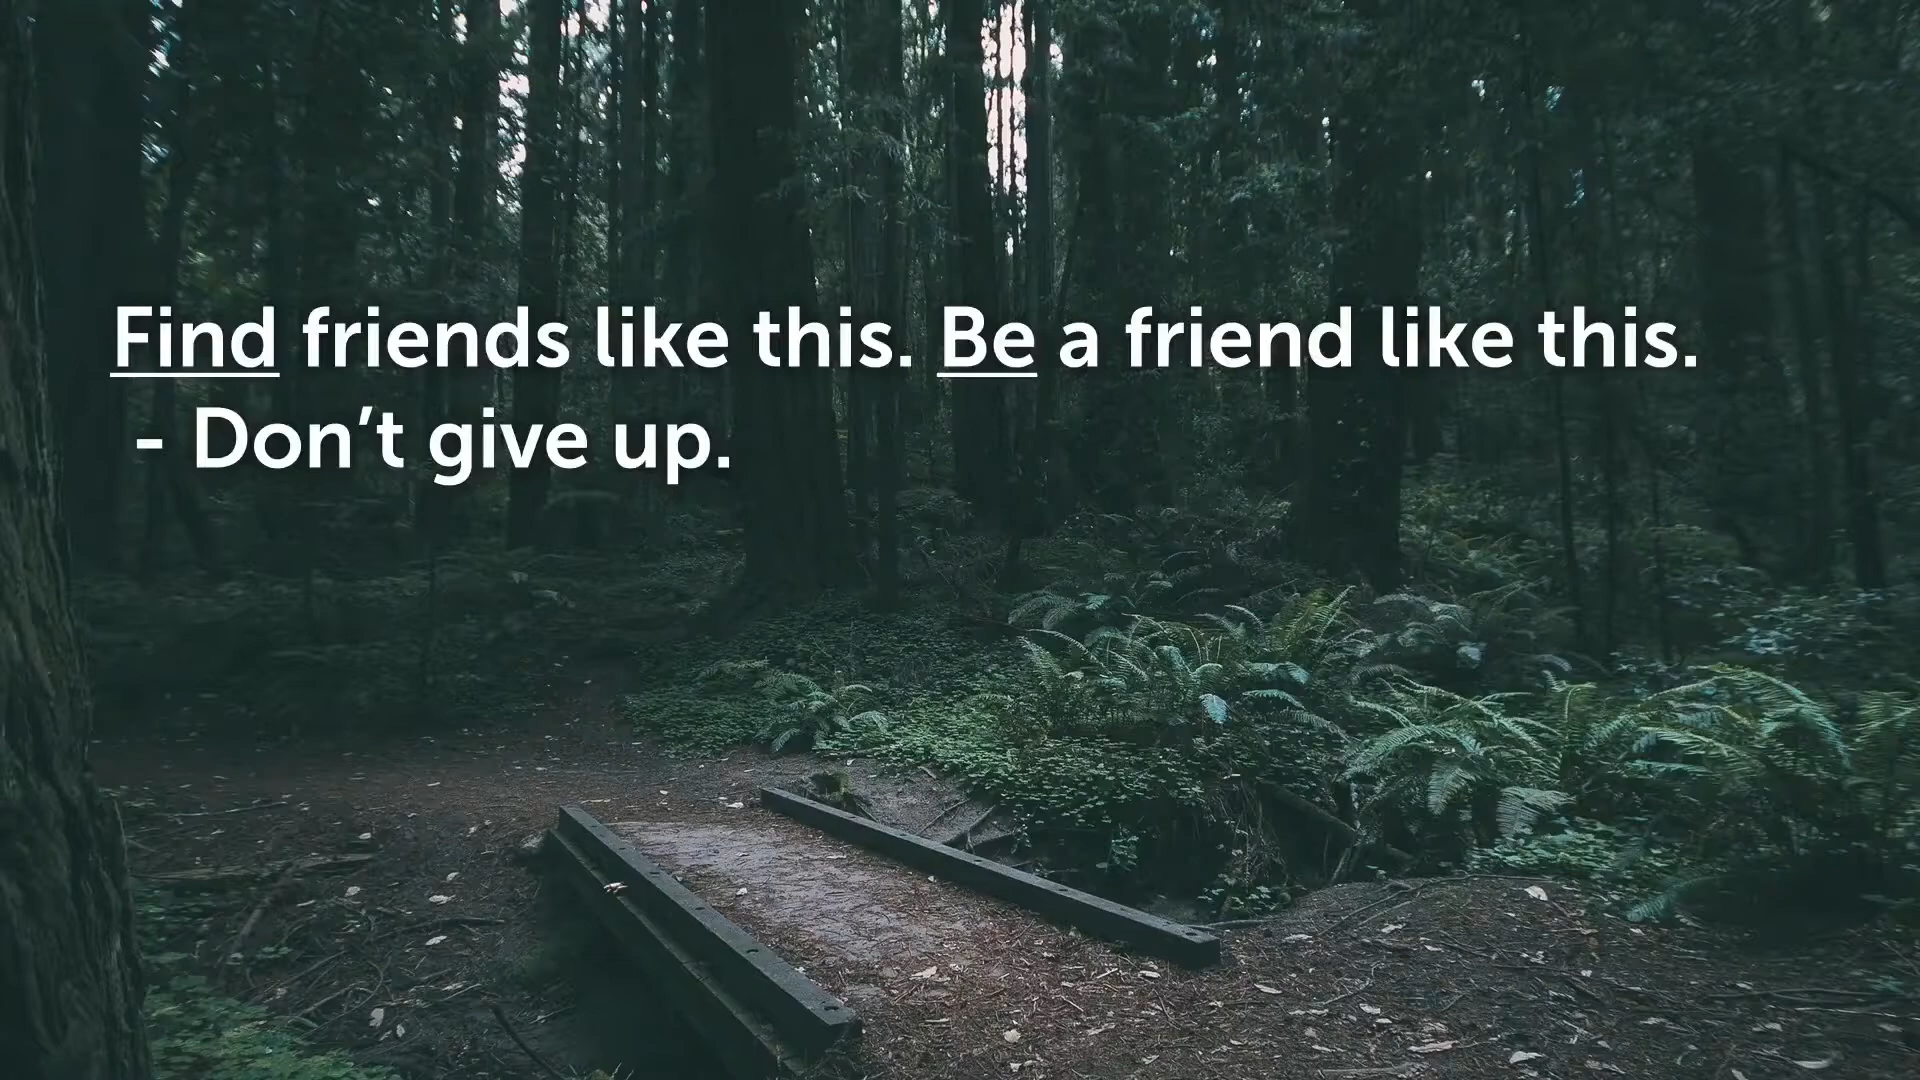 Find friends like this. Be a friend like this.
- Don’t give up.